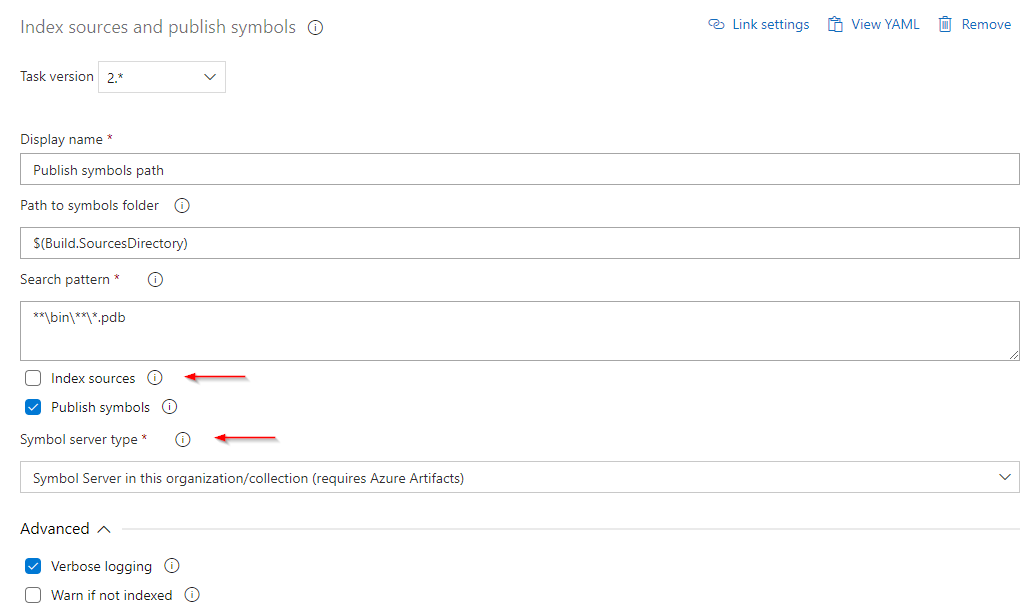 Index sources and publish symbols
Link settings
View YAML
Remove
Task version
2.*
Display name *
Publish symbols path
Path to symbols folder
$(Build.SourcesDirectory)
Search pattern *
**\bin\**\*.pdb
Index sources
Publish symbols
Symbol server type *
Symbol Server in this organization/collection (requires Azure Artifacts)
Advanced
Verbose logging
Warn if not indexed